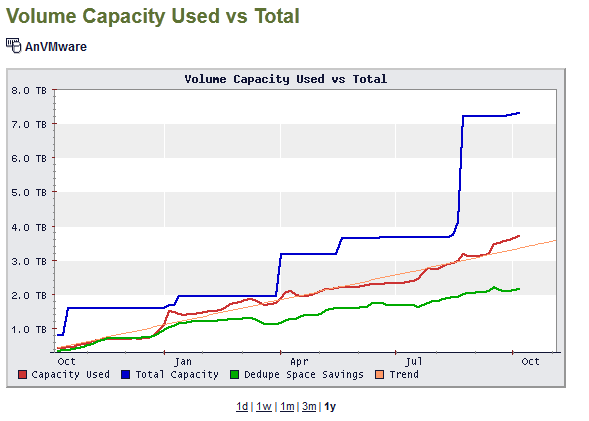 Volume Capacity Used vs Total
AnVMware
Volume Capacity Used vs Total
8.0 TB
7.0 TB
6.0 TB
5.0 TB
4.0 TB
3.0 TB
2.0 TB
1.0 TB
Oct Jan Apr Jul Oct
Capacity Used Total Capacity Dedupe Space Savings Trend
1d | 1w | 1m | 3m | 1y